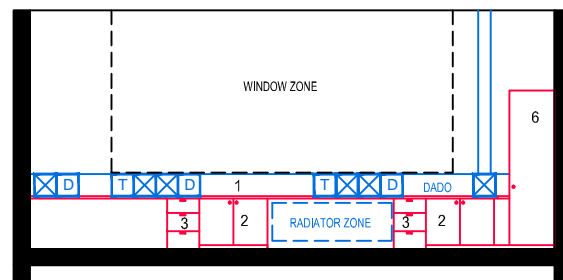 WINDOW ZONE
6
D T D 1 T D DADO
3 2 RADIATOR ZONE 3 2